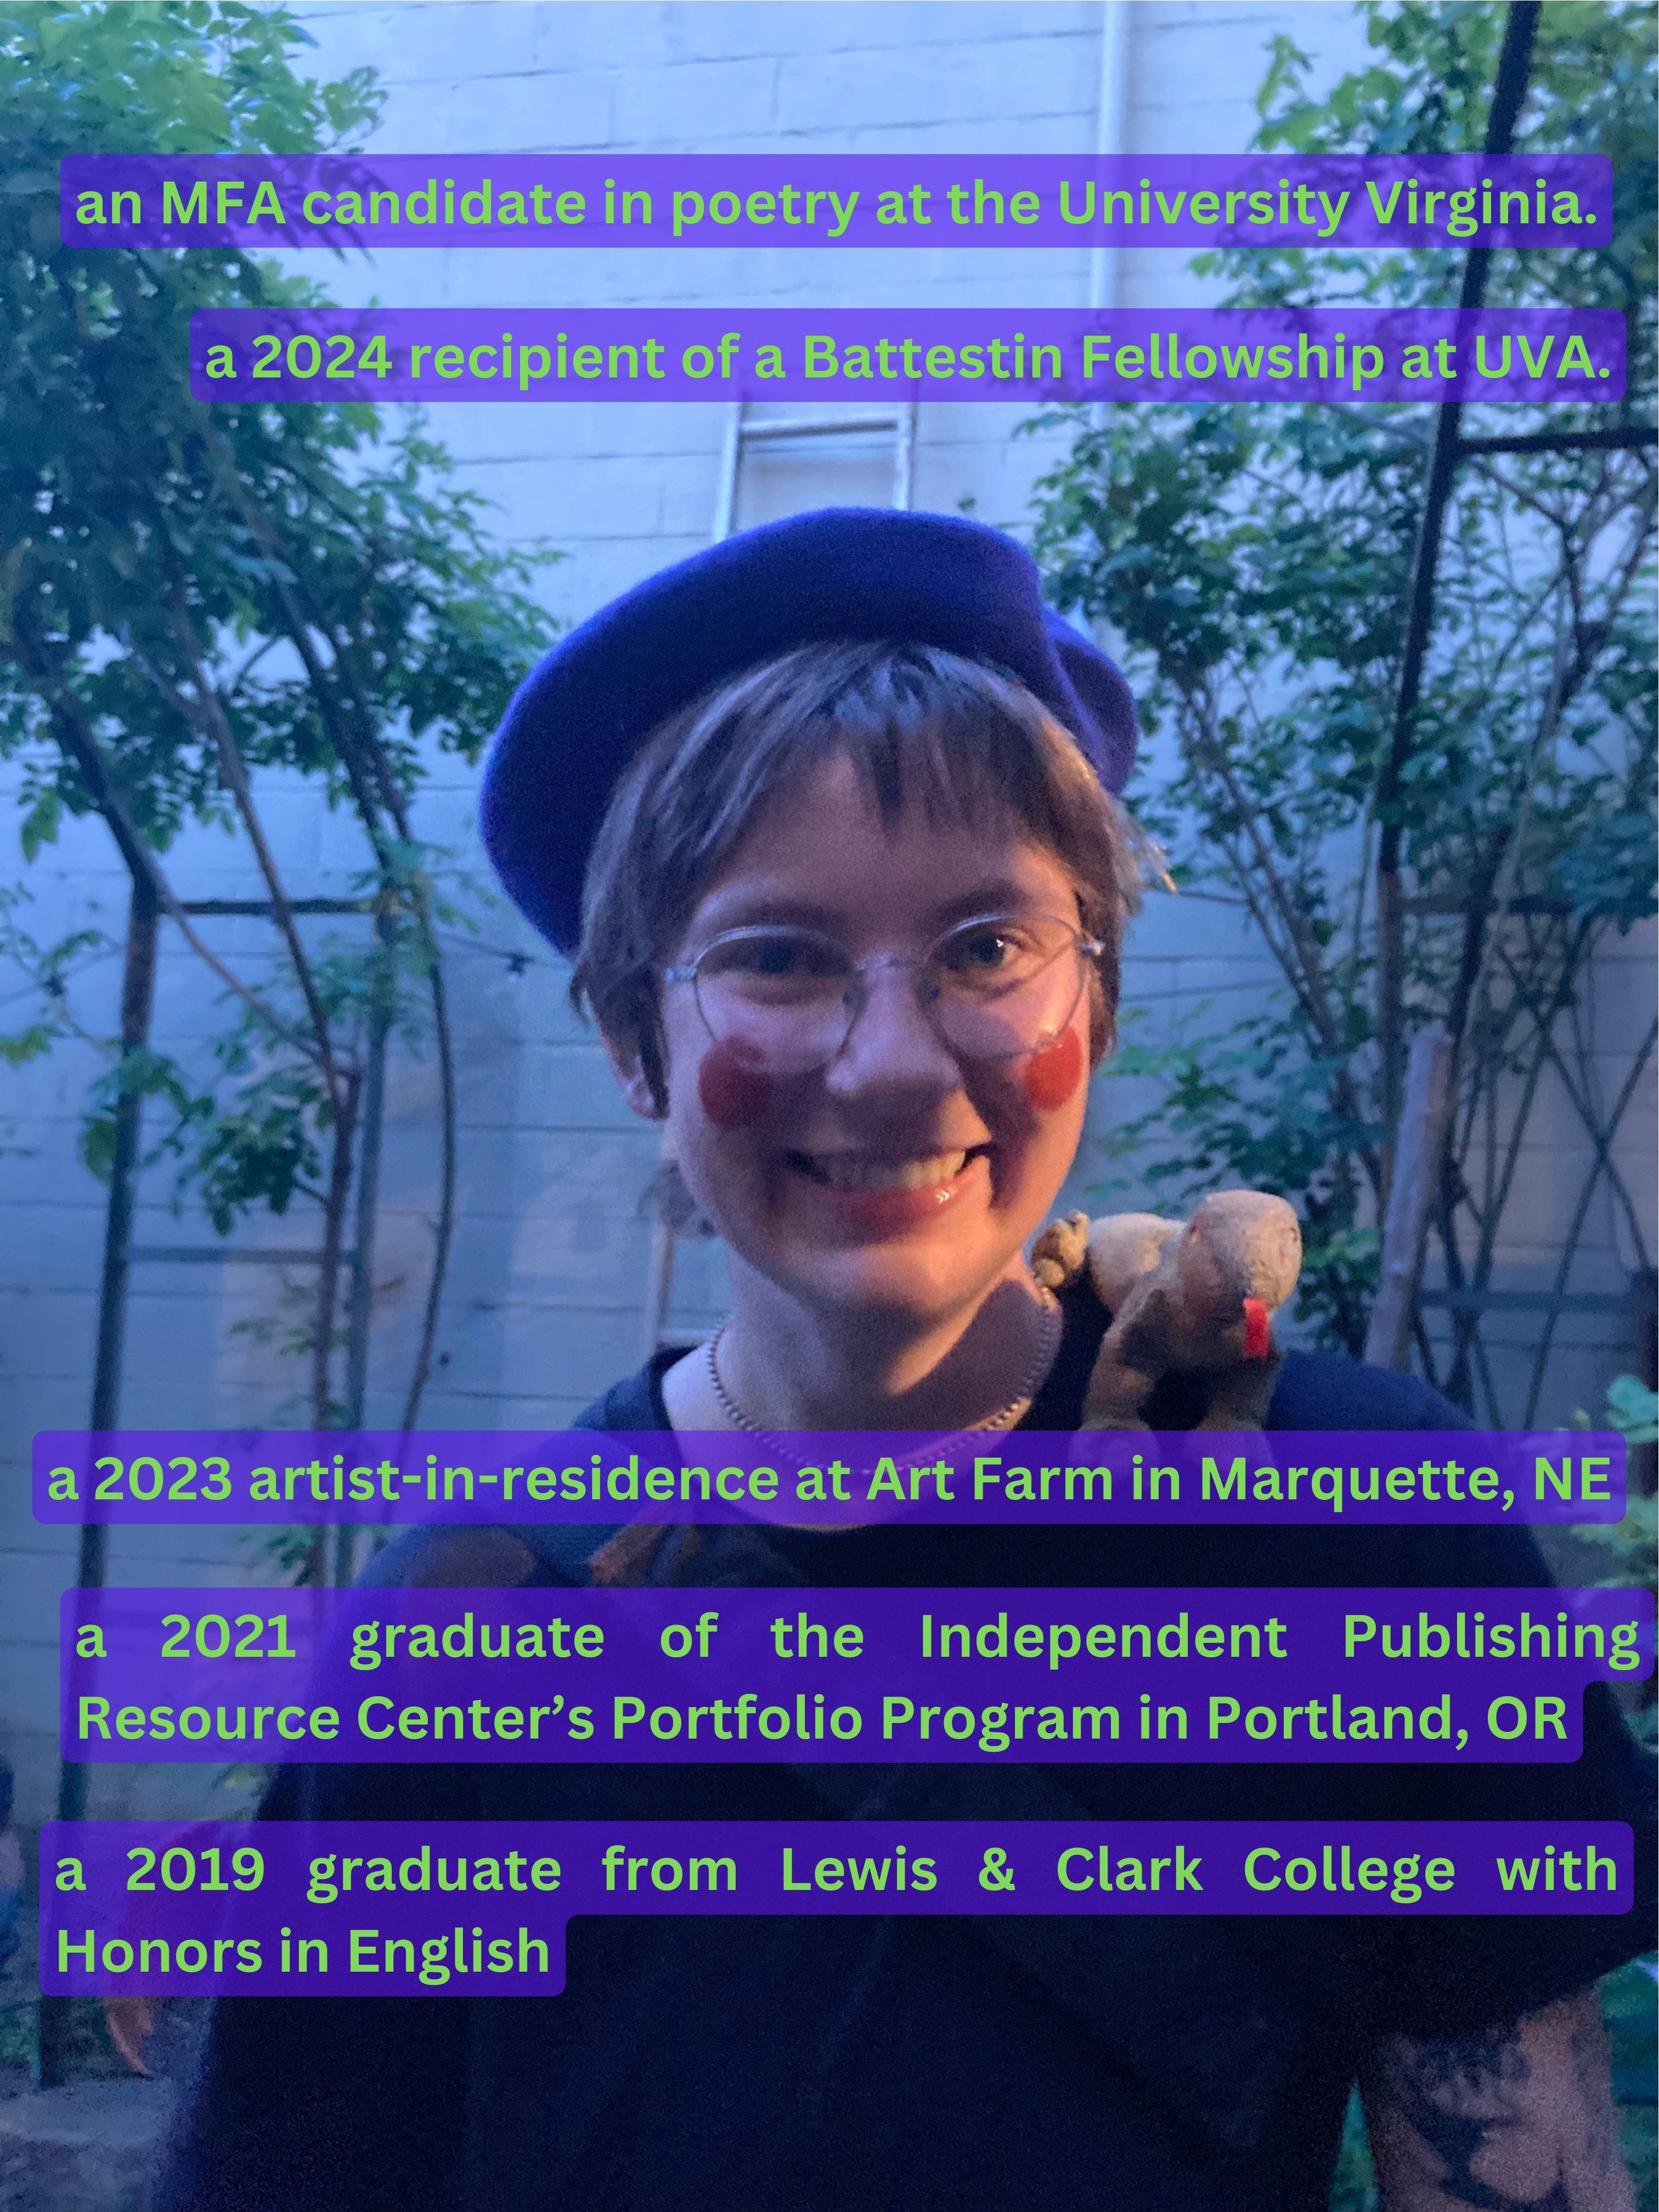 an MFA candidate in poetry at the University Virginia.
a 2024 recipient of a Battestin Fellowship at UVA.
a 2023 artist-in-residence at Art Farm in Marquette, NE
a 2021 graduate of the Independent Publishing
Resource Center’s Portfolio Program in Portland, OR
a 2019 graduate from Lewis & Clark College with
Honors in English